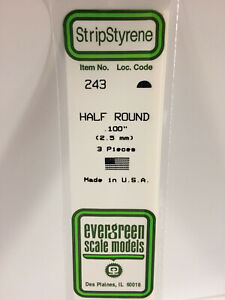 StripStyrene
Item No. Loc. Code
243
HALF ROUND
.100"
(2.5 mm)
3 Pieces
Made in U.S.A.
evergreen
scale models
Des Plaines, IL 60018